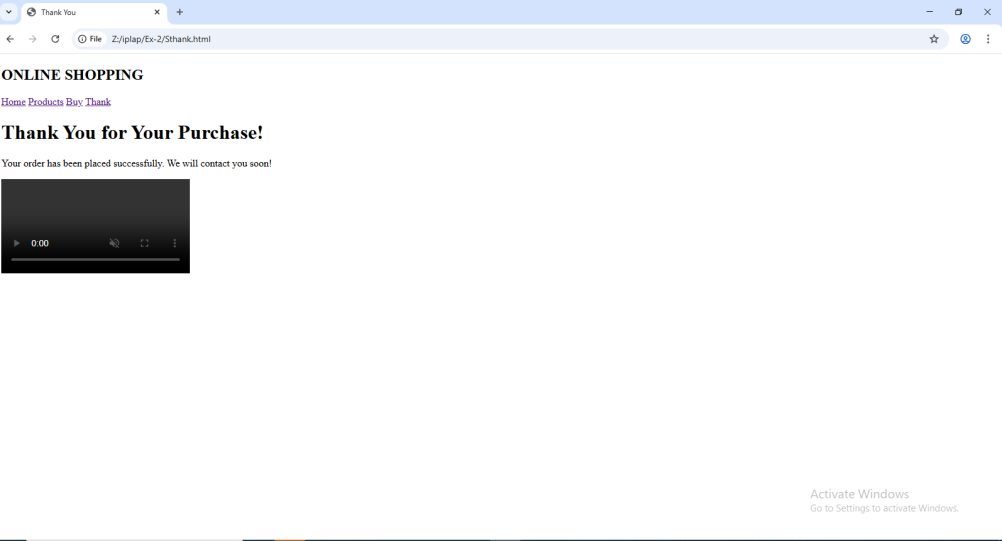 Thank You
File Z:/iplap/Ex-2/Sthank.html
ONLINE SHOPPING
Home Products Buy Thank
Thank You for Your Purchase!
Your order has been placed successfully. We will contact you soon!
0:00
Activate Windows
Go to Settings to activate Windows.